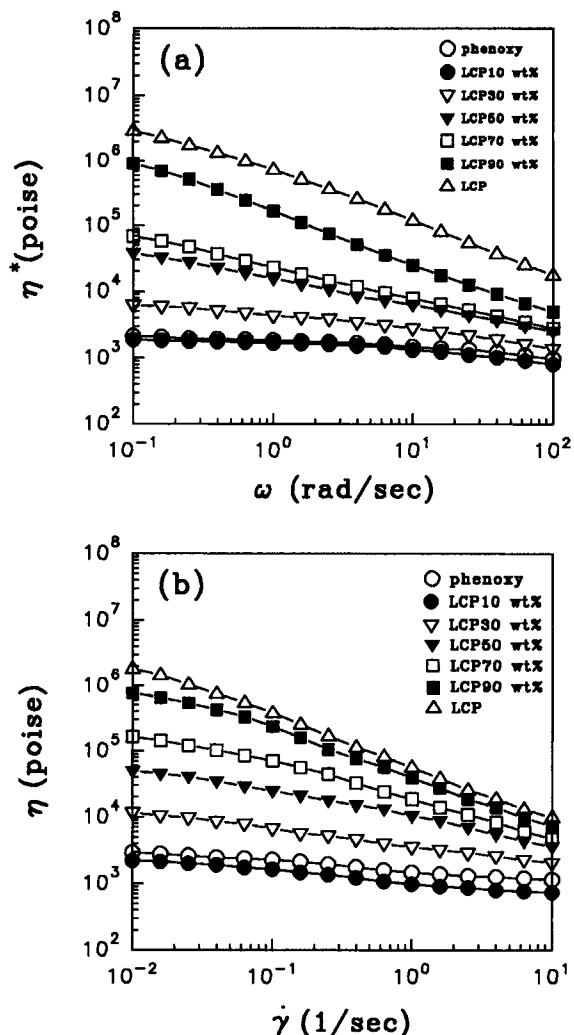 (a)
10^8
10^7
10^6
10^5
10^4
10^3
10^2
η* (poise)
phenoxy
LCP10 wt%
LCP30 wt%
LCP50 wt%
LCP70 wt%
LCP90 wt%
LCP
10^-1
10^0
10^1
10^2
ω (rad/sec)
(b)
10^8
10^7
10^6
10^5
10^4
10^3
10^2
η (poise)
phenoxy
LCP10 wt%
LCP30 wt%
LCP50 wt%
LCP70 wt%
LCP90 wt%
LCP
10^-2
10^-1
10^0
10^1
γ̇ (1/sec)